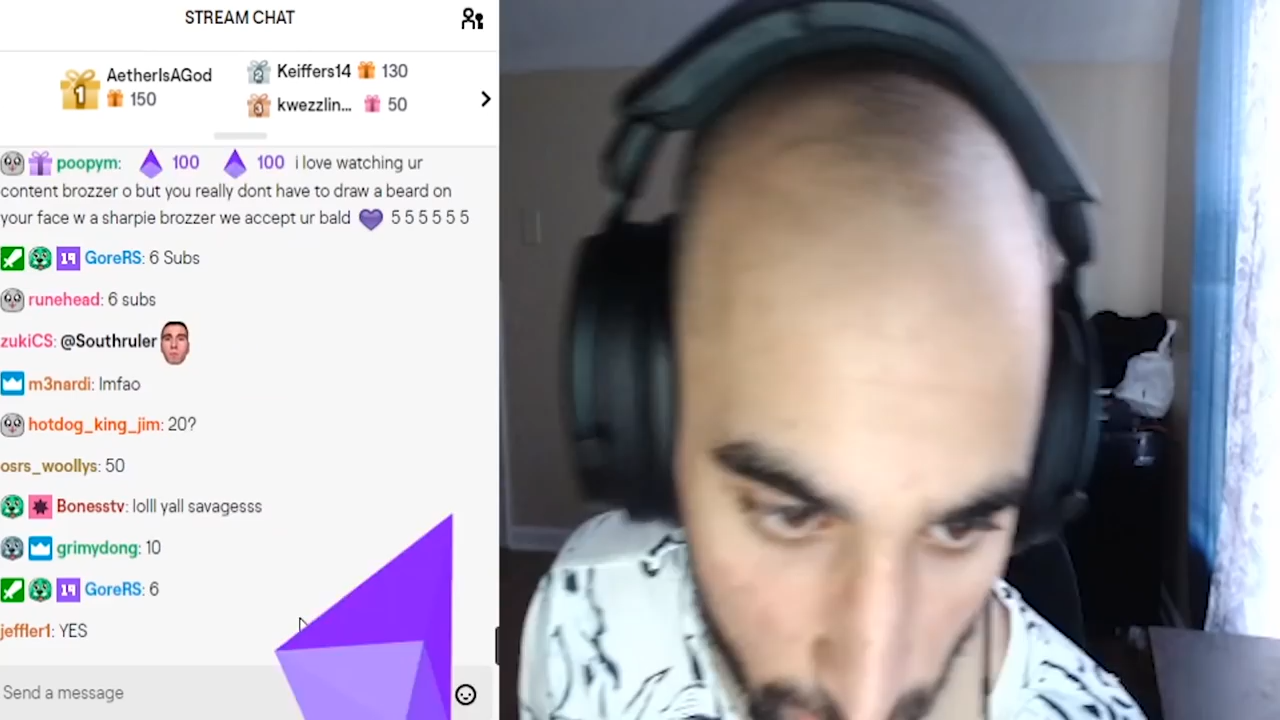 STREAM CHAT
AetherIsAGod
150
Keiffers14 130
kwezzlin... 50
poopym: 100 100 i love watching ur
content brozzer o but you really dont have to draw a beard on
your face w a sharpie brozzer we accept ur bald 5 5 5 5 5 5
GoreRS: 6 Subs
runehead: 6 subs
zukiCS: @Southruler
m3nardi: lmfao
hotdog_king_jim: 20?
osrs_woollys: 50
Bonesstv: lolll yall savagesss
grimydong: 10
GoreRS: 6
jeffler1: YES
Send a message